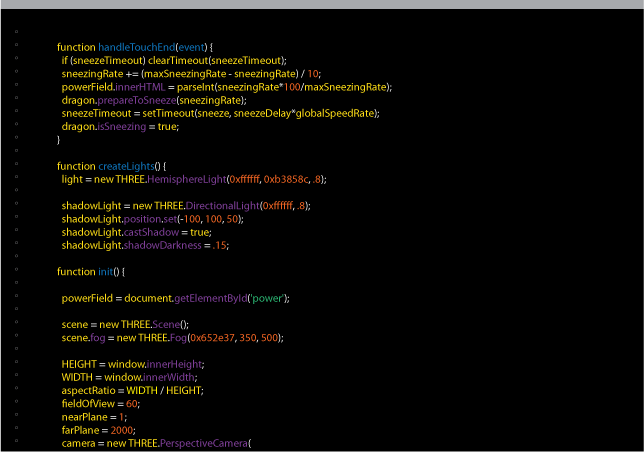 function handleTouchEnd(event) {
if (sneezeTimeout) clearTimeout(sneezeTimeout);
sneezingRate += (maxSneezingRate - sneezingRate) / 10;
powerField.innerHTML = parseInt(sneezingRate*100/maxSneezingRate);
dragon.prepareToSneeze(sneezingRate);
sneezeTimeout = setTimeout(sneeze, sneezeDelay*globalSpeedRate);
dragon.isSneezing = true;
}
function createLights() {
light = new THREE.HemisphereLight(0xffffff, 0xb3858c, .8);
shadowLight = new THREE.DirectionalLight(0xffffff, .8);
shadowLight.position.set(-100, 100, 50);
shadowLight.castShadow = true;
shadowLight.shadowDarkness = .15;
function init() {
powerField = document.getElementById('power');
scene = new THREE.Scene();
scene.fog = new THREE.Fog(0x652e37, 350, 500);
HEIGHT = window.innerHeight;
WIDTH = window.innerWidth;
aspectRatio = WIDTH / HEIGHT;
fieldOfView = 60;
nearPlane = 1;
farPlane = 2000;
camera = new THREE.PerspectiveCamera(